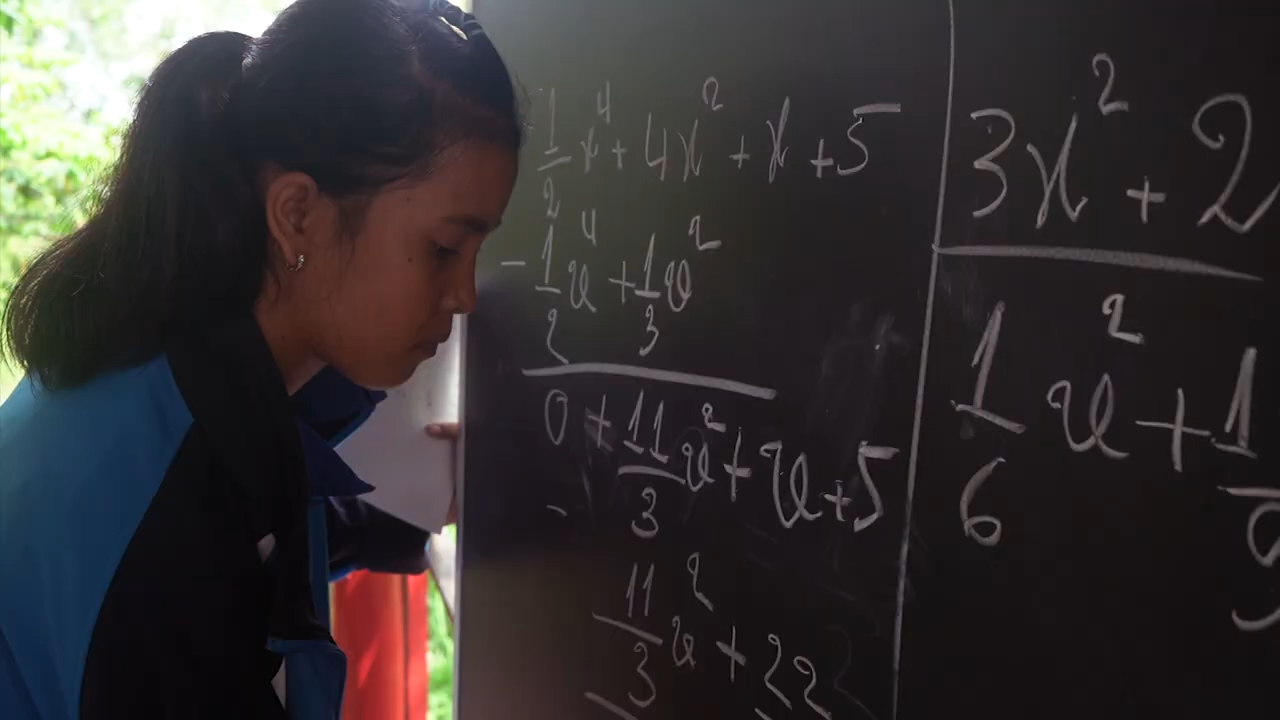 1/2 x⁴ + 4x² + x + 5
- 1/2 x⁴ + 1/3 x²
0 + 11/3 x² + x + 5
-
11/3 x² + 22
3x² + 2
1/6 x² + 1/9